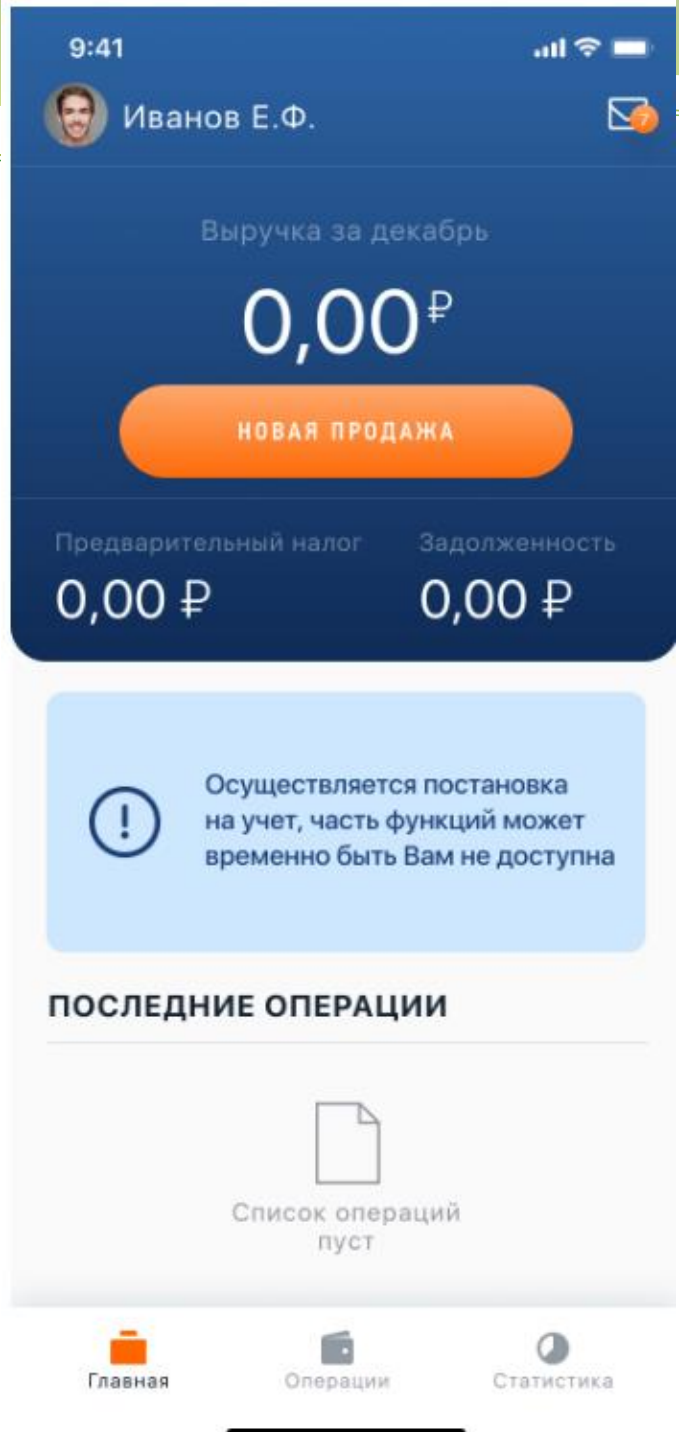 9:41
Иванов Е.Ф.
7
Выручка за декабрь
0,00 ₽
НОВАЯ ПРОДАЖА
Предварительный налог
Задолженность
0,00 ₽
0,00 ₽
Осуществляется постановка
на учет, часть функций может
временно быть Вам не доступна
ПОСЛЕДНИЕ ОПЕРАЦИИ
Список операций
пуст
Главная
Операции
Статистика